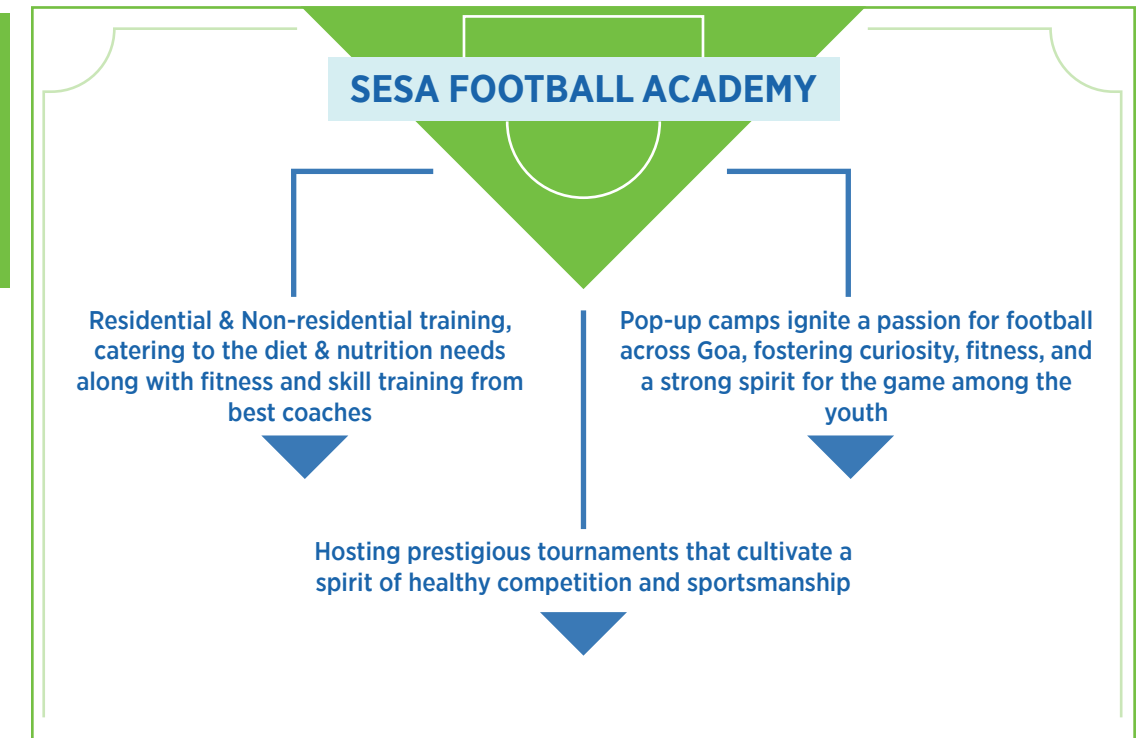 SESA FOOTBALL ACADEMY
Residential & Non-residential training,
catering to the diet & nutrition needs
along with fitness and skill training from
best coaches
Pop-up camps ignite a passion for football
across Goa, fostering curiosity, fitness, and
a strong spirit for the game among the
youth
Hosting prestigious tournaments that cultivate a
spirit of healthy competition and sportsmanship